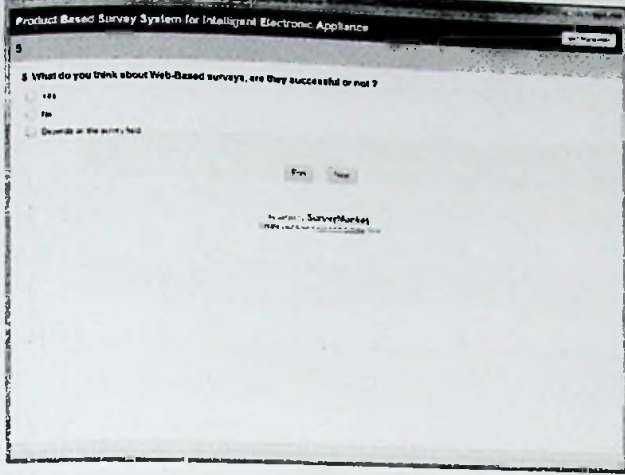 Product Based Survey System for Intelligent Electronic Appliance
5
5 What do you think about Web-Based surveys, are they successful or not ?
Yes
No
Depends on the survey field
Prev Next
SurveyMonkey